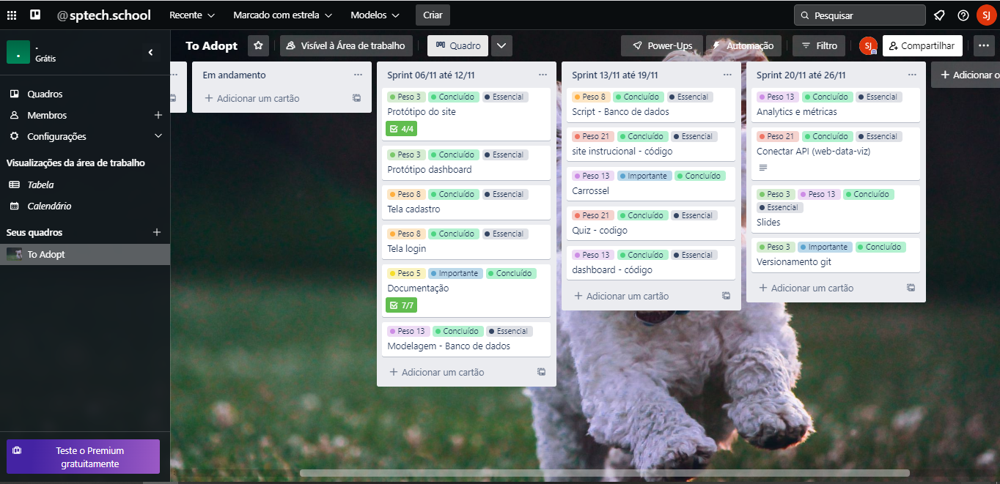 @sptech.school Recente Marcado com estrela Modelos Criar Pesquisar SJ
.
.
Grátis
Quadros
Membros
Configurações
Visualizações da área de trabalho
Tabela
Calendário
Seus quadros
To Adopt
Teste o Premium
gratuitamente
To Adopt Visível à Área de trabalho Quadro Power-Ups Automação Filtro SJ Compartilhar
Em andamento
Adicionar um cartão
Sprint 06/11 até 12/11
Peso 3 Concluído Essencial
Protótipo do site
4/4
Peso 3 Concluído Essencial
Protótipo dashboard
Peso 8 Concluído Essencial
Tela cadastro
Peso 8 Concluído Essencial
Tela login
Peso 5 Importante Concluído
Documentação
7/7
Peso 13 Concluído Essencial
Modelagem - Banco de dados
Adicionar um cartão
Sprint 13/11 até 19/11
Peso 8 Concluído Essencial
Script - Banco de dados
Peso 21 Concluído Essencial
site instrucional - código
Peso 13 Importante Concluído
Carrossel
Peso 21 Concluído Essencial
Quiz - codigo
Peso 13 Concluído Essencial
dashboard - código
Adicionar um cartão
Sprint 20/11 até 26/11
Peso 13 Concluído Essencial
Analytics e métricas
Peso 21 Concluído Essencial
Conectar API (web-data-viz)
Peso 3 Peso 13 Concluído
Essencial
Slides
Peso 3 Importante Concluído
Versionamento git
Adicionar um cartão
Adicionar o